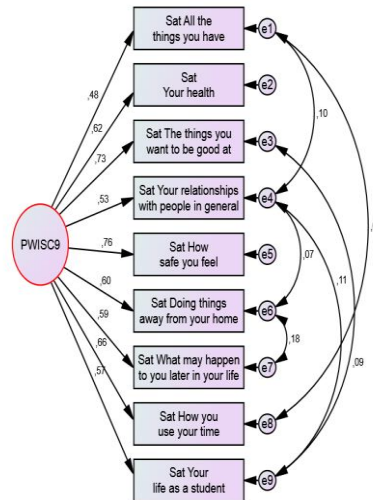 Sat All the
things you have
e1
,48
Sat
Your health
e2
,62
,10
Sat The things you
want to be good at
e3
,73
Sat Your relationships
with people in general
e4
,53
PWISC9
,76
Sat How
safe you feel
e5
,07
,11
,60
Sat Doing things
away from your home
e6
,59
,18
Sat What may happen
to you later in your life
e7
,66
,09
,57
Sat How you
use your time
e8
Sat Your
life as a student
e9